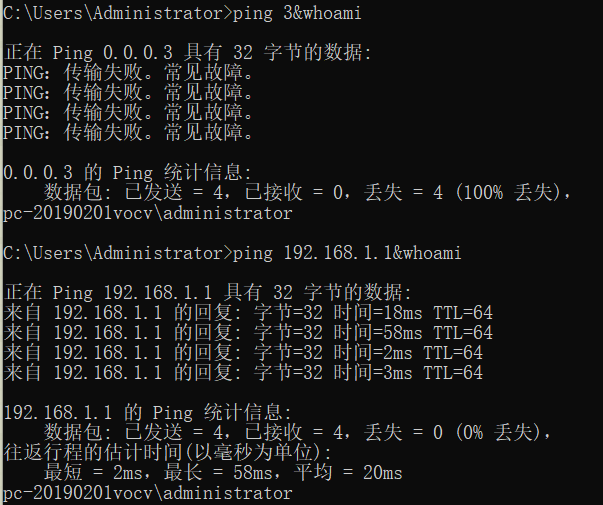 C:\Users\Administrator>ping 3&whoami
正在 Ping 0.0.0.3 具有 32 字节的数据:
PING: 传输失败。常见故障。
PING: 传输失败。常见故障。
PING: 传输失败。常见故障。
PING: 传输失败。常见故障。
0.0.0.3 的 Ping 统计信息:
    数据包: 已发送 = 4，已接收 = 0，丢失 = 4 (100% 丢失)，
pc-20190201vocv\administrator
C:\Users\Administrator>ping 192.168.1.1&whoami
正在 Ping 192.168.1.1 具有 32 字节的数据:
来自 192.168.1.1 的回复: 字节=32 时间=18ms TTL=64
来自 192.168.1.1 的回复: 字节=32 时间=58ms TTL=64
来自 192.168.1.1 的回复: 字节=32 时间=2ms TTL=64
来自 192.168.1.1 的回复: 字节=32 时间=3ms TTL=64
192.168.1.1 的 Ping 统计信息:
    数据包: 已发送 = 4，已接收 = 4，丢失 = 0 (0% 丢失)，
往返行程的估计时间(以毫秒为单位):
    最短 = 2ms，最长 = 58ms，平均 = 20ms
pc-20190201vocv\administrator